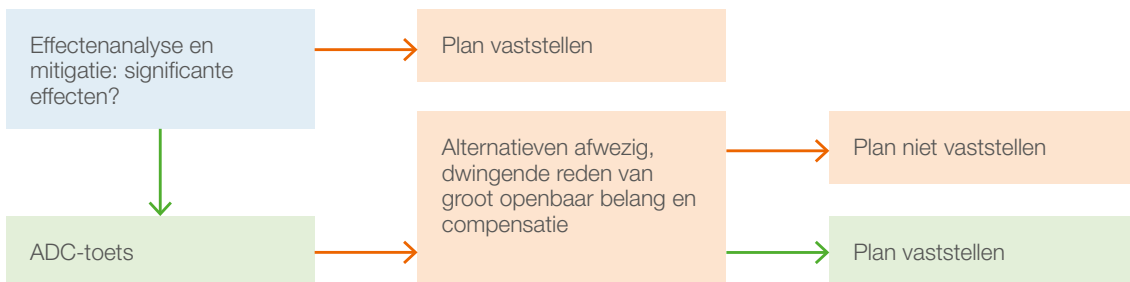 Effectenanalyse en
mitigatie: significante
effecten?
Plan vaststellen
Alternatieven afwezig,
dwingende reden van
groot openbaar belang en
compensatie
Plan niet vaststellen
ADC-toets
Plan vaststellen